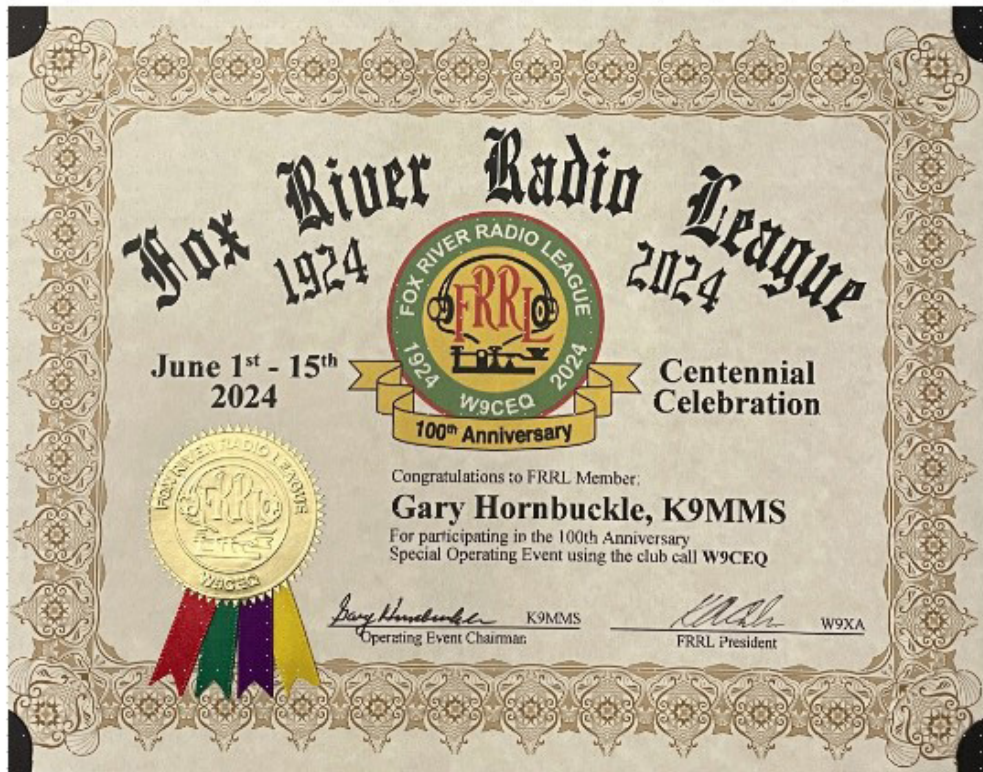 Fox River Radio League
1924
2024
FOX RIVER RADIO LEAGUE
FRRL
1924 W9CEQ 2024
100th Anniversary
June 1st - 15th
2024
Centennial
Celebration
FOX RIVER RADIO LEAGUE
FRRL
W9CEQ
Congratulations to FRRL Member:
Gary Hornbuckle, K9MMS
For participating in the 100th Anniversary
Special Operating Event using the club call W9CEQ
Gary Hornbuckle K9MMS
Operating Event Chairman
W9XA
FRRL President